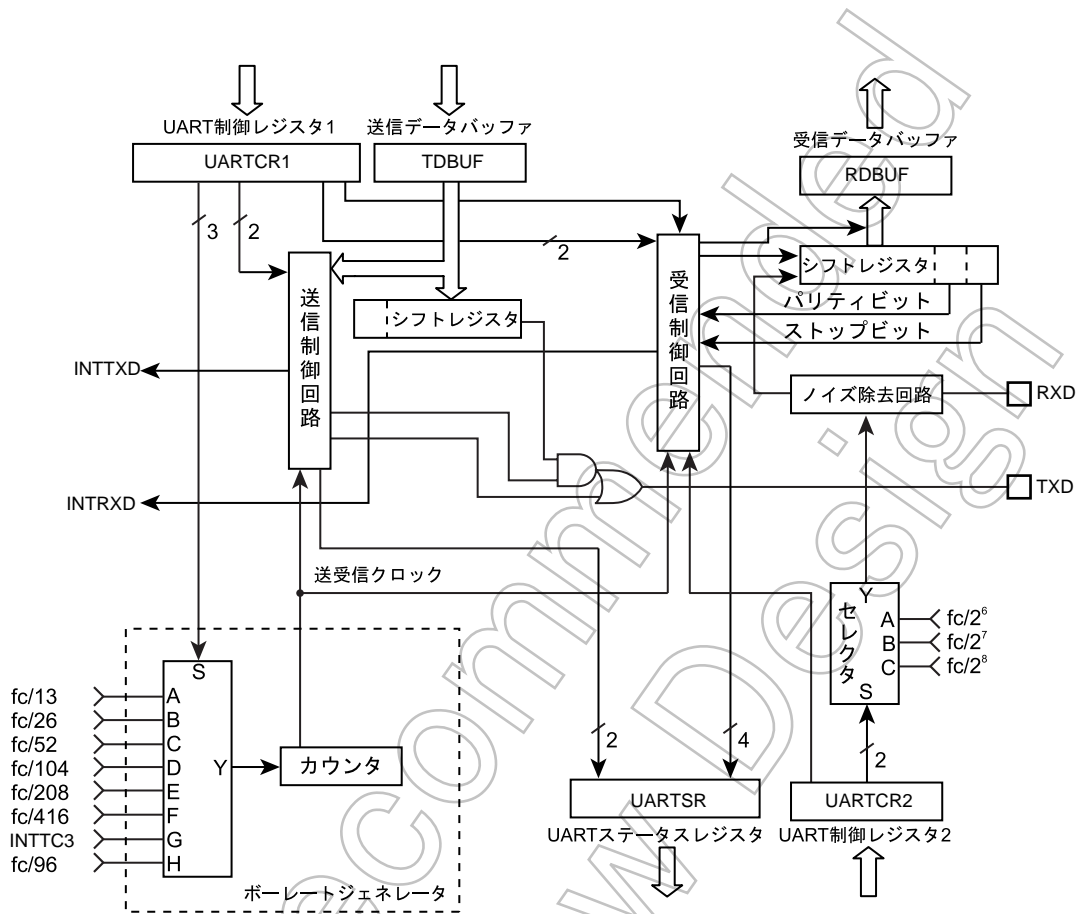 UART制御レジスタ1
送信データバッファ
受信データバッファ
UARTCR1
TDBUF
RDBUF
3
2
2
送信制御回路
受信制御回路
シフトレジスタ
シフトレジスタ
パリティビット
ストップビット
INTTXD
ノイズ除去回路
RXD
INTRXD
TXD
送受信クロック
Y
セレクタ
A
B
C
S
fc/2⁶
fc/2⁷
fc/2⁸
S
fc/13
A
fc/26
B
fc/52
C
fc/104
D
fc/208
E
fc/416
F
INTTC3
G
fc/96
H
Y
カウンタ
2
4
2
UARTSR
UARTCR2
UARTステータスレジスタ
UART制御レジスタ2
ボーレートジェネレータ
ecommended
w Design